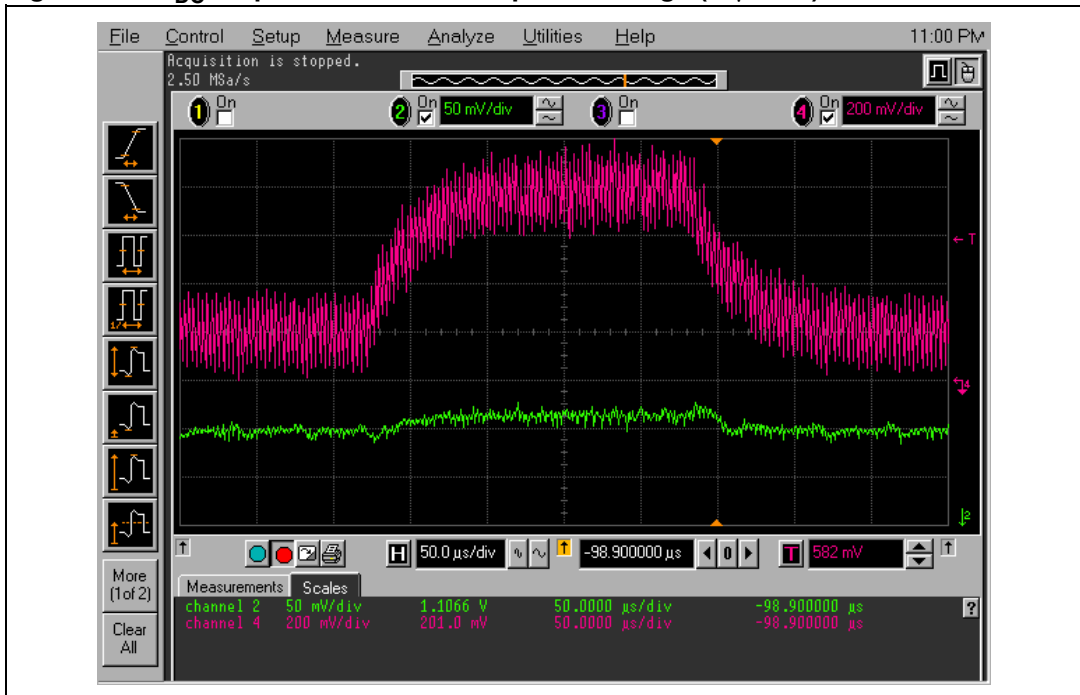 File Control Setup Measure Analyze Utilities Help 11:00 PM
Acquisition is stopped.
2.50 MSa/s
1 On 2 On 50 mV/div 3 On 4 On 200 mV/div
T
4
2
1/
H 50.0 µs/div -98.900000 µs 0 T 582 mV
More
(1of 2)
Clear
All
Measurements Scales
channel 2 50 mV/div 1.1066 V 50.0000 µs/div -98.900000 µs
channel 4 200 mV/div 201.0 mV 50.0000 µs/div -98.900000 µs
?